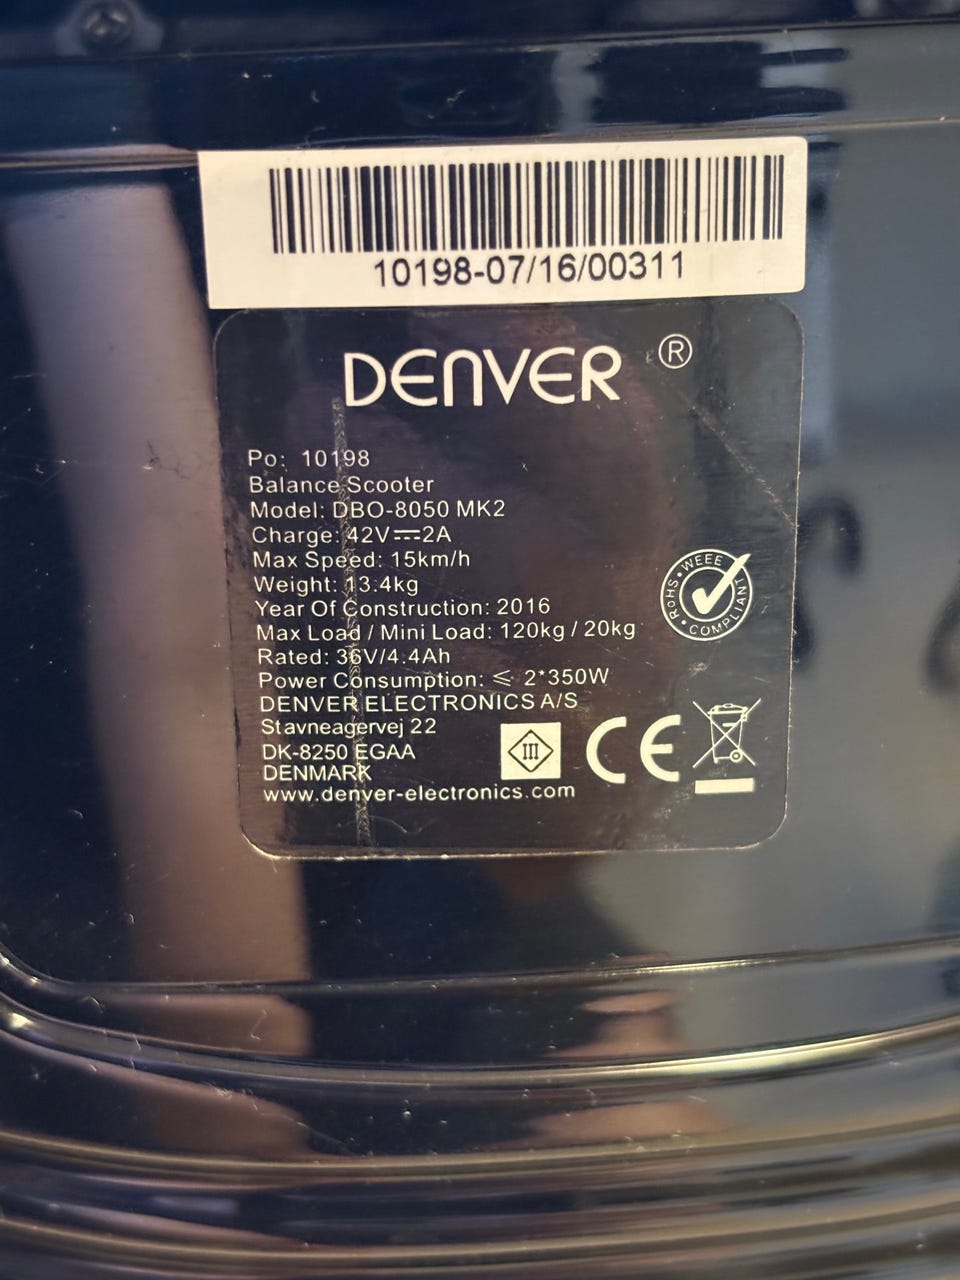 10198-07/16/00311
DENVER ®
Po: 10198
Balance Scooter
Model: DBO-8050 MK2
Charge: 42V⎓2A
Max Speed: 15km/h
Weight: 13.4kg
Year Of Construction: 2016
Max Load / Mini Load: 120kg / 20kg
Rated: 36V/4.4Ah
Power Consumption: ≤ 2*350W
DENVER ELECTRONICS A/S
Stavneagervej 22
DK-8250 EGAA
DENMARK
www.denver-electronics.com
RoHS • WEEE • COMPLIANT
III
CE